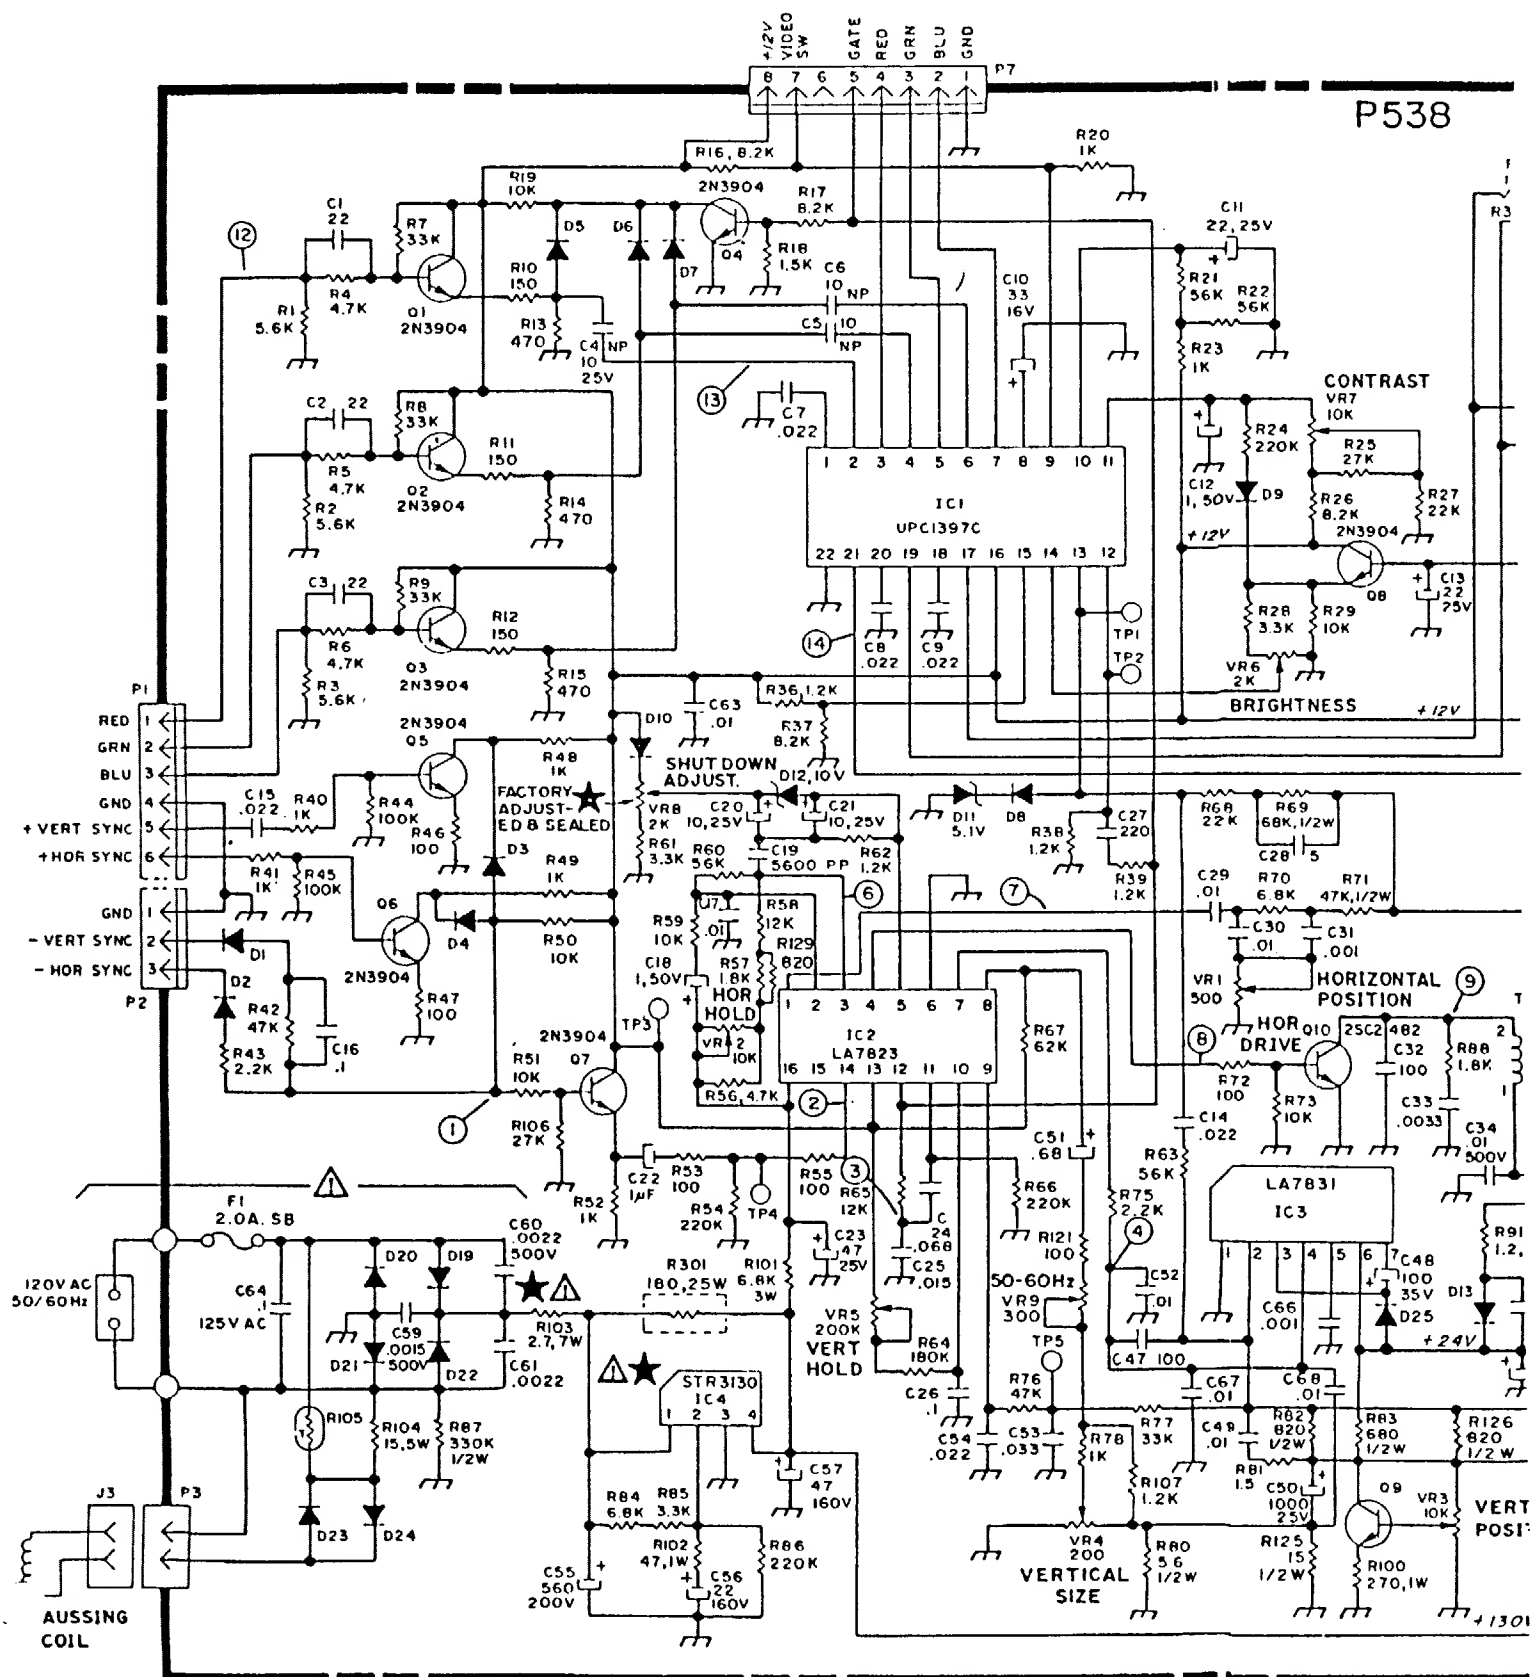 +12V
VIDEO
SW
GATE
RED
GRN
BLU
GND
8 7 6 5 4 3 2 1
P7
P538
R20
1K
R16, 8.2K
2N3904
R19
10K
R17
8.2K
C11
22, 25V
R3
C1
22
12
R7
33K
D5
D6
D7
Q4
R18
1.5K
R21
56K
R22
56K
R10
150
C6
10
NP
C10
33
16V
R4
4.7K
R1
5.6K
Q1
2N3904
R13
470
C4
NP
10
25V
C5
10
NP
R23
1K
13
C7
.022
CONTRAST
VR7
10K
C2
22
R8
33K
R11
150
R24
220K
R25
27K
R5
4.7K
R2
5.6K
Q2
2N3904
R14
470
1 2 3 4 5 6 7 8 9 10 11
IC1
UPC1397C
22 21 20 19 18 17 16 15 14 13 12
C12
1, 50V
D9
R26
8.2K
R27
22K
+12V
2N3904
Q8
C13
22
25V
C3
22
R9
33K
R12
150
R6
4.7K
R3
5.6K
Q3
2N3904
R15
470
14
C8
.022
C9
.022
TP1
TP2
R28
3.3K
R29
10K
VR6
2K
BRIGHTNESS
+12V
P1
RED 1
GRN 2
BLU 3
GND 4
+VERT SYNC 5
+HOR SYNC 6
2N3904
Q5
C63
.01
R36, 1.2K
R37
8.2K
D10
R48
1K
FACTORY
ADJUST-
ED & SEALED
SHUT DOWN
ADJUST.
VR8
2K
R61
3.3K
D12, 10V
C20
10, 25V
C21
10, 25V
D11
5.1V
D8
R38
1.2K
C27
220
R39
1.2K
R68
22K
R69
68K, 1/2W
C28
5
C15
.022
R40
1K
R44
100K
R46
100
R41
1K
R45
100K
D3
R49
1K
R60
56K
C19
5600 PP
R62
1.2K
6
7
C29
.01
R70
6.8K
R71
47K, 1/2W
GND 1
-VERT SYNC 2
-HOR SYNC 3
P2
D1
D2
Q6
2N3904
D4
R50
10K
R47
100
R59
10K
.01
R58
12K
R129
820
R57
1.8K
C18
1, 50V
HOR
HOLD
C30
.01
C31
.001
VR1
500
HORIZONTAL
POSITION
9
R42
47K
R43
2.2K
C16
.1
2N3904
Q7
TP3
R51
10K
10K
R56, 4.7K
1 2 3 4 5 6 7 8
IC2
LA7823
16 15 14 13 12 11 10 9
R67
62K
8
HOR
DRIVE
Q10
2SC2482
R72
100
R73
10K
C32
100
R88
1.8K
C33
.0033
2
1
T
1
R106
27K
2
C51
.68
C14
.022
R63
56K
C34
.01
500V
C22
1µF
R53
100
R54
220K
TP4
R55
100
3
R65
12K
R66
220K
R52
1K
C
24
.068
C25
.015
C23
47
25V
R121
100
R75
2.2K
4
LA7831
IC3
1 2 3 4 5 6 7
R91
1.2,
F1
2.0A. SB
C60
.0022
500V
D20
D19
120V AC
50/60Hz
C64
.1
125V AC
C59
.0015
500V
D21
D22
C61
.0022
R103
2.7, 7W
R301
180, 25W
R101
6.8K
3W
VR5
200K
VERT
HOLD
R64
180K
50-60Hz
VR9
300
TP5
C52
.01
C47 100
C66
.001
C48
100
35V
D25
D13
+24V
R105
T
R104
15, 5W
R87
330K
1/2W
STR3130
IC4
1 2 3 4
C26
.1
R76
47K
C54
.022
C53
.033
R78
1K
R77
33K
R107
1.2K
C67
.01
C68
.01
C49
.01
R82
820
1/2W
R83
680
1/2W
R126
820
1/2W
R81
1.5
C50
1000
25V
Q9
VR3
10K
VERT
J3
P3
D23
D24
R84
6.8K
R85
3.3K
R102
47, 1W
R86
220K
C57
47
160V
C55
560
200V
C56
22
160V
VR4
200
VERTICAL
SIZE
R80
5.6
1/2W
R125
15
1/2W
R100
270, 1W
AUSSING
COIL